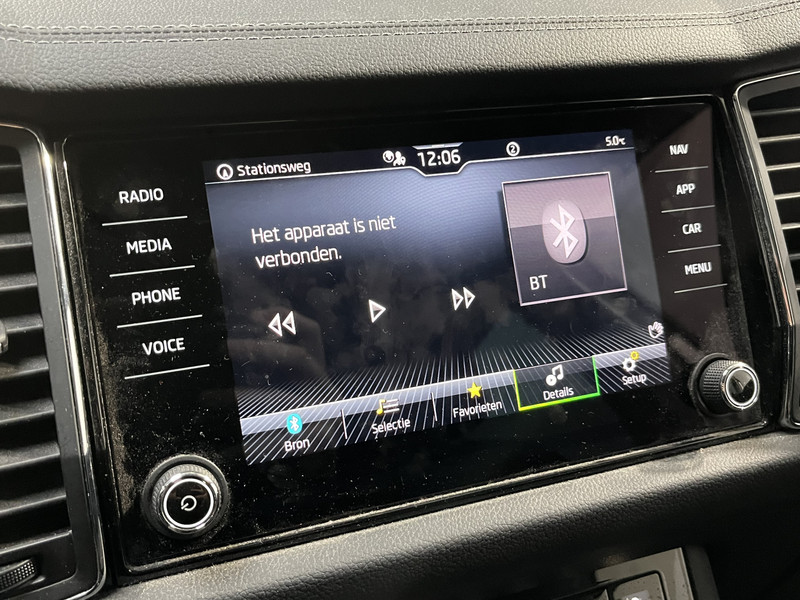 Stationsweg
12:06
2
5.0°C
RADIO
MEDIA
PHONE
VOICE
Het apparaat is niet
verbonden.
BT
NAV
APP
CAR
MENU
Bron
Selectie
Favorieten
Details
Setup